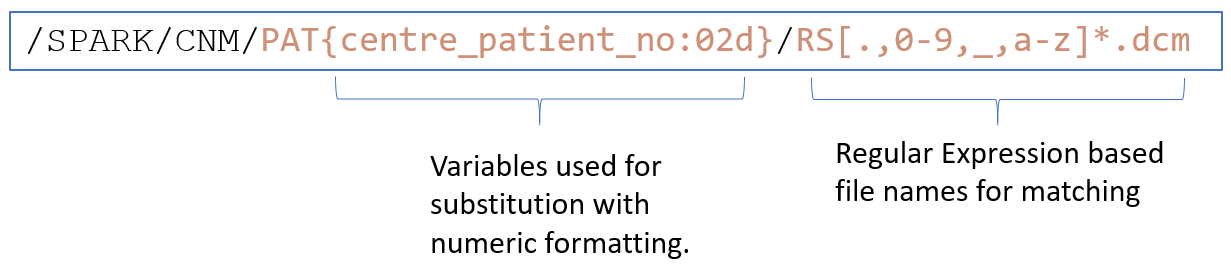 /SPARK/CNM/PAT{centre_patient_no:02d}/RS[.,0-9,_,a-z]*.dcm
Variables used for
substitution with
numeric formatting.
Regular Expression based
file names for matching